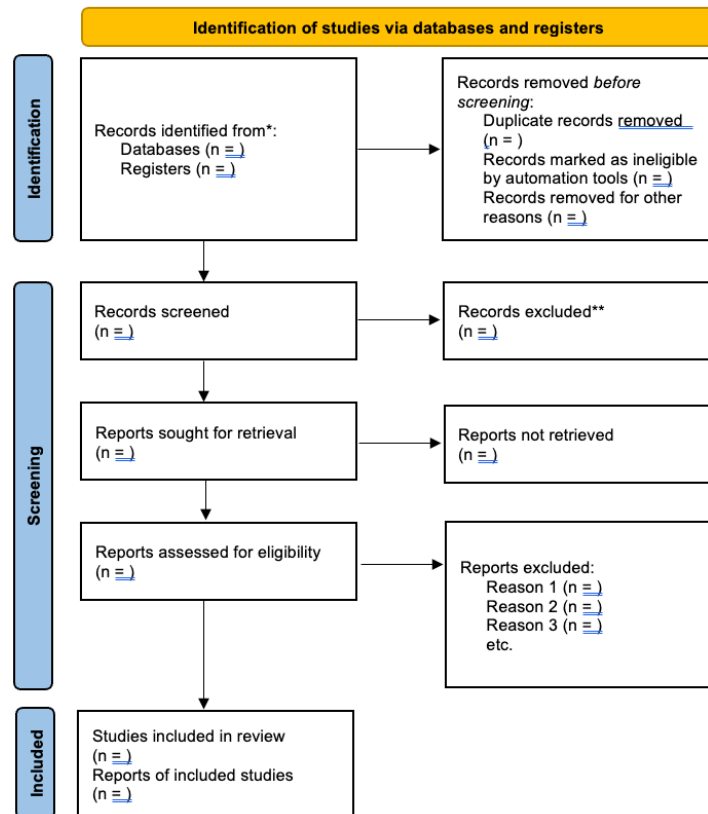 Identification of studies via databases and registers
Identification
Records identified from*:
Databases (n = )
Registers (n = )
Records removed before
screening:
Duplicate records removed
(n = )
Records marked as ineligible
by automation tools (n = )
Records removed for other
reasons (n = )
Screening
Records screened
(n = )
Records excluded**
(n = )
Reports sought for retrieval
(n = )
Reports not retrieved
(n = )
Reports assessed for eligibility
(n = )
Reports excluded:
Reason 1 (n = )
Reason 2 (n = )
Reason 3 (n = )
etc.
Included
Studies included in review
(n = )
Reports of included studies
(n = )